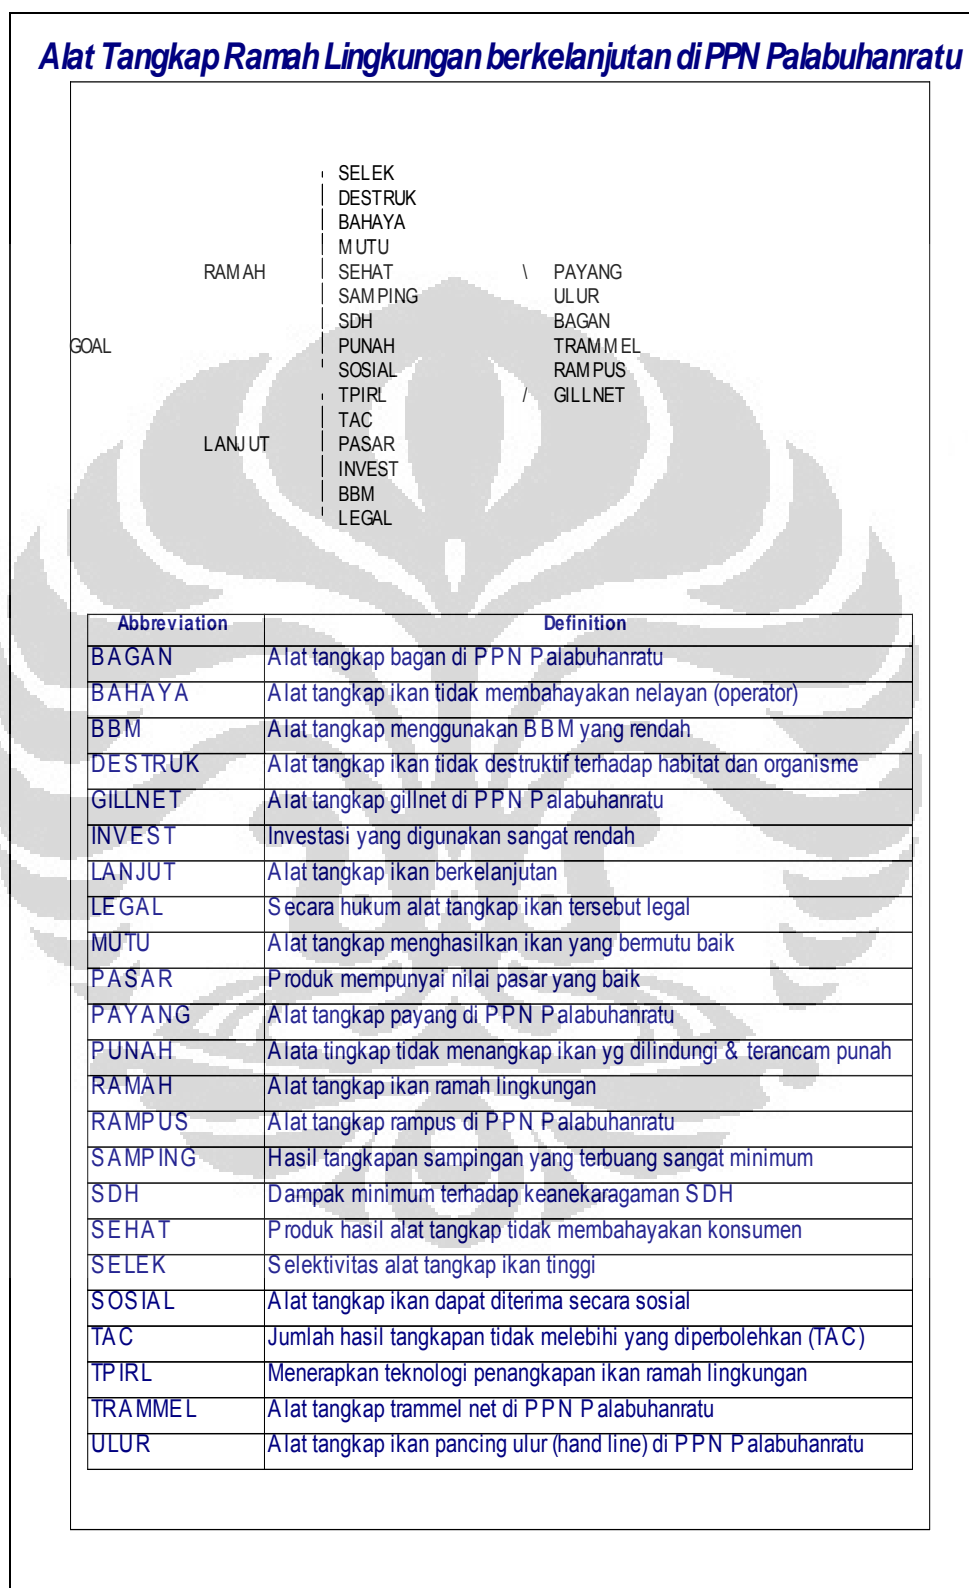 Alat Tangkap Ramah Lingkungan berkelanjutan di PPN Palabuhanratu
SELEK
DESTRUK
BAHAYA
MUTU
RAMAH SEHAT \ PAYANG
SAMPING ULUR
SDH BAGAN
GOAL PUNAH TRAMMEL
SOSIAL RAMPUS
TPIRL / GILLNET
TAC
LANJUT PASAR
INVEST
BBM
LEGAL
Abbreviation Definition
BAGAN Alat tangkap bagan di PPN Palabuhanratu
BAHAYA Alat tangkap ikan tidak membahayakan nelayan (operator)
BBM Alat tangkap menggunakan BBM yang rendah
DESTRUK Alat tangkap ikan tidak destruktif terhadap habitat dan organisme
GILLNET Alat tangkap gillnet di PPN Palabuhanratu
INVEST Investasi yang digunakan sangat rendah
LANJUT Alat tangkap ikan berkelanjutan
LEGAL Secara hukum alat tangkap ikan tersebut legal
MUTU Alat tangkap menghasilkan ikan yang bermutu baik
PASAR Produk mempunyai nilai pasar yang baik
PAYANG Alat tangkap payang di PPN Palabuhanratu
PUNAH Alata tingkap tidak menangkap ikan yg dilindungi & terancam punah
RAMAH Alat tangkap ikan ramah lingkungan
RAMPUS Alat tangkap rampus di PPN Palabuhanratu
SAMPING Hasil tangkapan sampingan yang terbuang sangat minimum
SDH Dampak minimum terhadap keanekaragaman SDH
SEHAT Produk hasil alat tangkap tidak membahayakan konsumen
SELEK Selektivitas alat tangkap ikan tinggi
SOSIAL Alat tangkap ikan dapat diterima secara sosial
TAC Jumlah hasil tangkapan tidak melebihi yang diperbolehkan (TAC)
TPIRL Menerapkan teknologi penangkapan ikan ramah lingkungan
TRAMMEL Alat tangkap trammel net di PPN Palabuhanratu
ULUR Alat tangkap ikan pancing ulur (hand line) di PPN Palabuhanratu